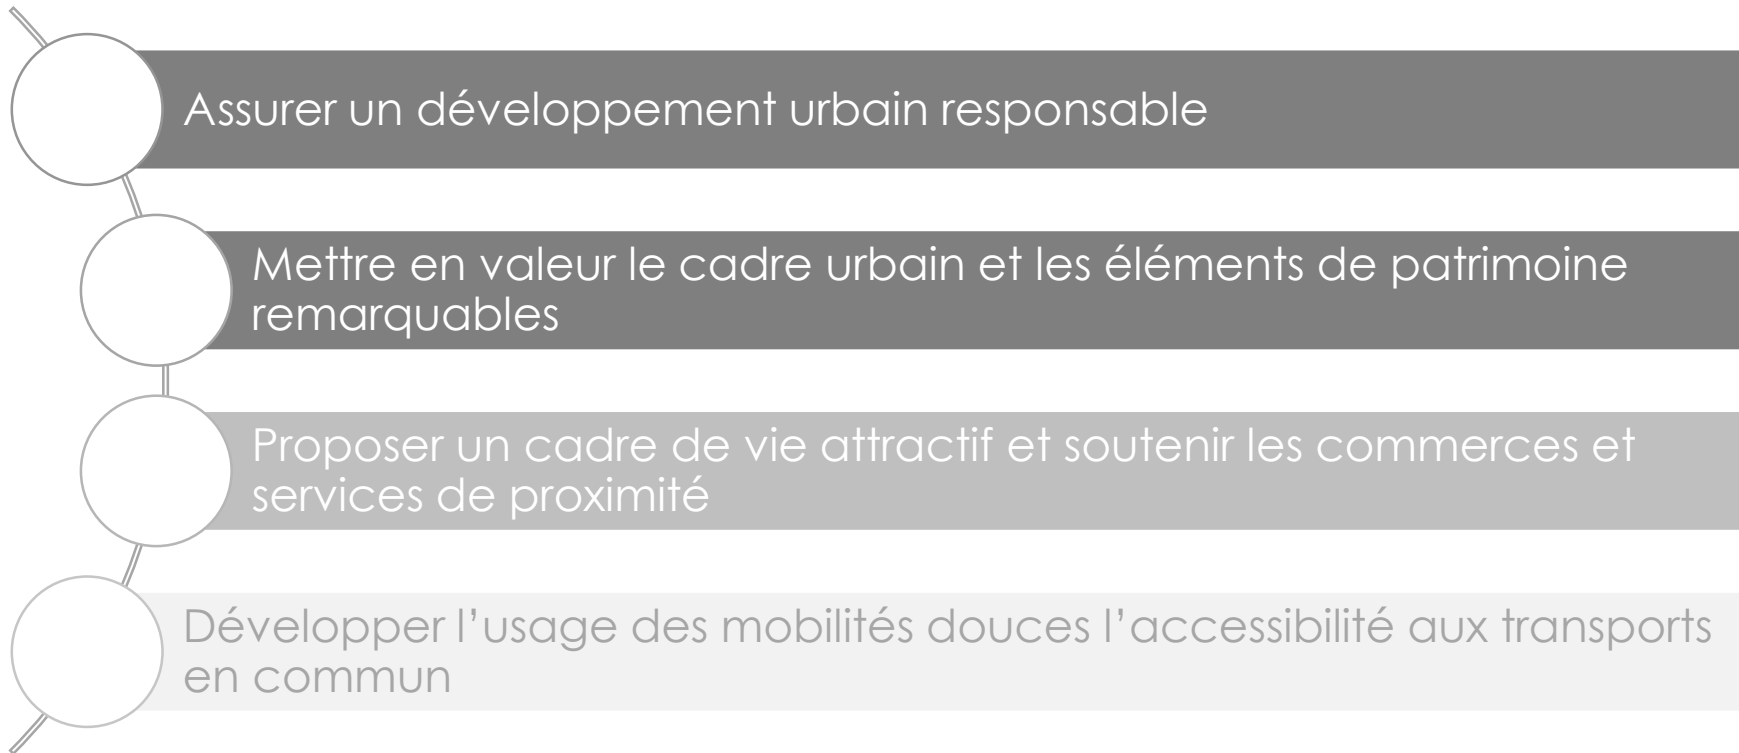 Assurer un développement urbain responsable
Mettre en valeur le cadre urbain et les éléments de patrimoine
remarquables
Proposer un cadre de vie attractif et soutenir les commerces et
services de proximité
Développer l’usage des mobilités douces l’accessibilité aux transports
en commun